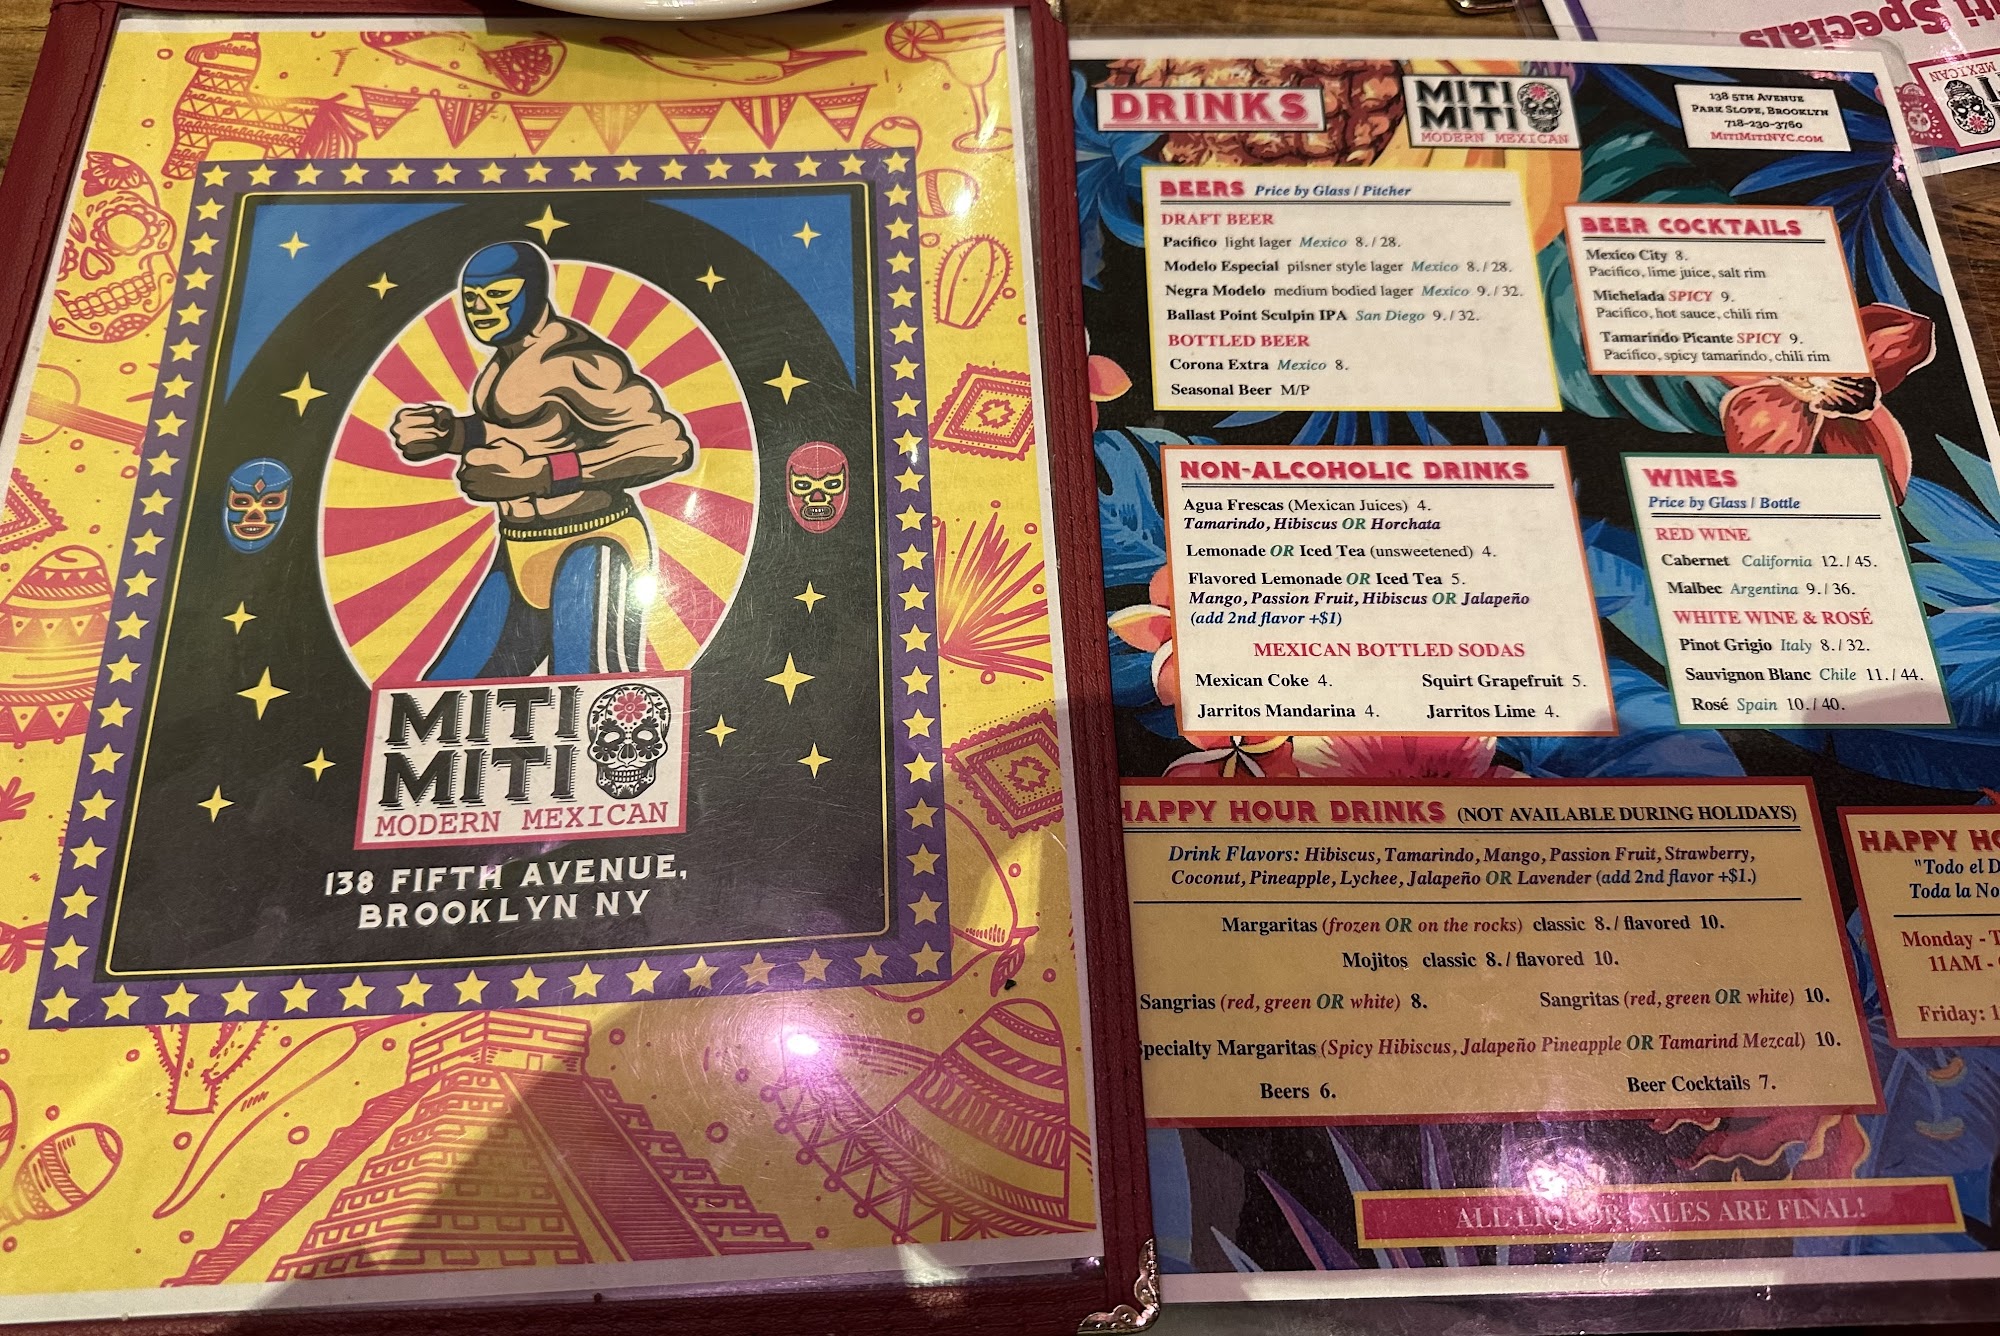 MITI
MITI
MODERN MEXICAN
138 FIFTH AVENUE,
BROOKLYN NY
DRINKS
MITI
MITI
MODERN MEXICAN
138 5TH AVENUE
PARK SLOPE, BROOKLYN
718-230-3760
MITIMITINYC.COM
BEERS Price by Glass / Pitcher
DRAFT BEER
Pacifico light lager Mexico 8. / 28.
Modelo Especial pilsner style lager Mexico 8. / 28.
Negra Modelo medium bodied lager Mexico 9. / 32.
Ballast Point Sculpin IPA San Diego 9. / 32.
BOTTLED BEER
Corona Extra Mexico 8.
Seasonal Beer M/P
BEER COCKTAILS
Mexico City 8.
Pacifico, lime juice, salt rim
Michelada SPICY 9.
Pacifico, hot sauce, chili rim
Tamarindo Picante SPICY 9.
Pacifico, spicy tamarindo, chili rim
NON-ALCOHOLIC DRINKS
Agua Frescas (Mexican Juices) 4.
Tamarindo, Hibiscus OR Horchata
Lemonade OR Iced Tea (unsweetened) 4.
Flavored Lemonade OR Iced Tea 5.
Mango, Passion Fruit, Hibiscus OR Jalapeño
(add 2nd flavor +$1)
MEXICAN BOTTLED SODAS
Mexican Coke 4. Squirt Grapefruit 5.
Jarritos Mandarina 4. Jarritos Lime 4.
WINES
Price by Glass / Bottle
RED WINE
Cabernet California 12. / 45.
Malbec Argentina 9. / 36.
WHITE WINE & ROSÉ
Pinot Grigio Italy 8. / 32.
Sauvignon Blanc Chile 11. / 44.
Rosé Spain 10. / 40.
HAPPY HOUR DRINKS (NOT AVAILABLE DURING HOLIDAYS)
Drink Flavors: Hibiscus, Tamarindo, Mango, Passion Fruit, Strawberry,
Coconut, Pineapple, Lychee, Jalapeño OR Lavender (add 2nd flavor +$1.)
Margaritas (frozen OR on the rocks) classic 8. / flavored 10.
Mojitos classic 8. / flavored 10.
Sangrias (red, green OR white) 8. Sangritas (red, green OR white) 10.
Specialty Margaritas (Spicy Hibiscus, Jalapeño Pineapple OR Tamarind Mezcal) 10.
Beers 6. Beer Cocktails 7.
HAPPY HO
"Todo el D
Toda la No
Monday - T
11AM -
Friday: 1
ALL LIQUOR SALES ARE FINAL!
ti Specials
MEXICAN